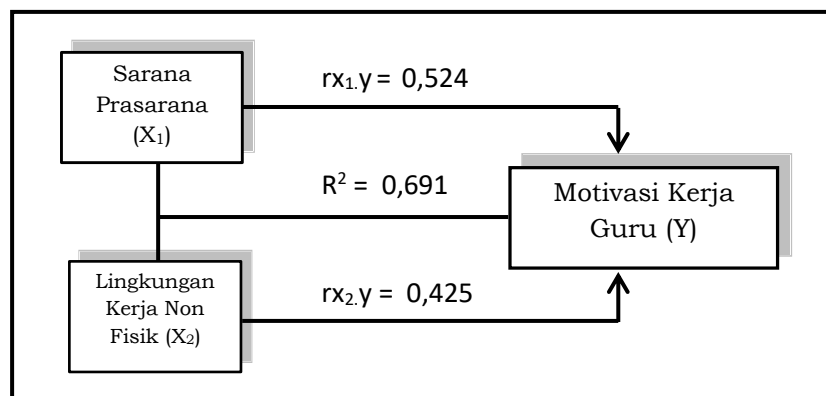 Sarana
Prasarana
(X₁)
rx₁.y = 0,524
R² = 0,691
Motivasi Kerja
Guru (Y)
Lingkungan
Kerja Non
Fisik (X₂)
rx₂.y = 0,425